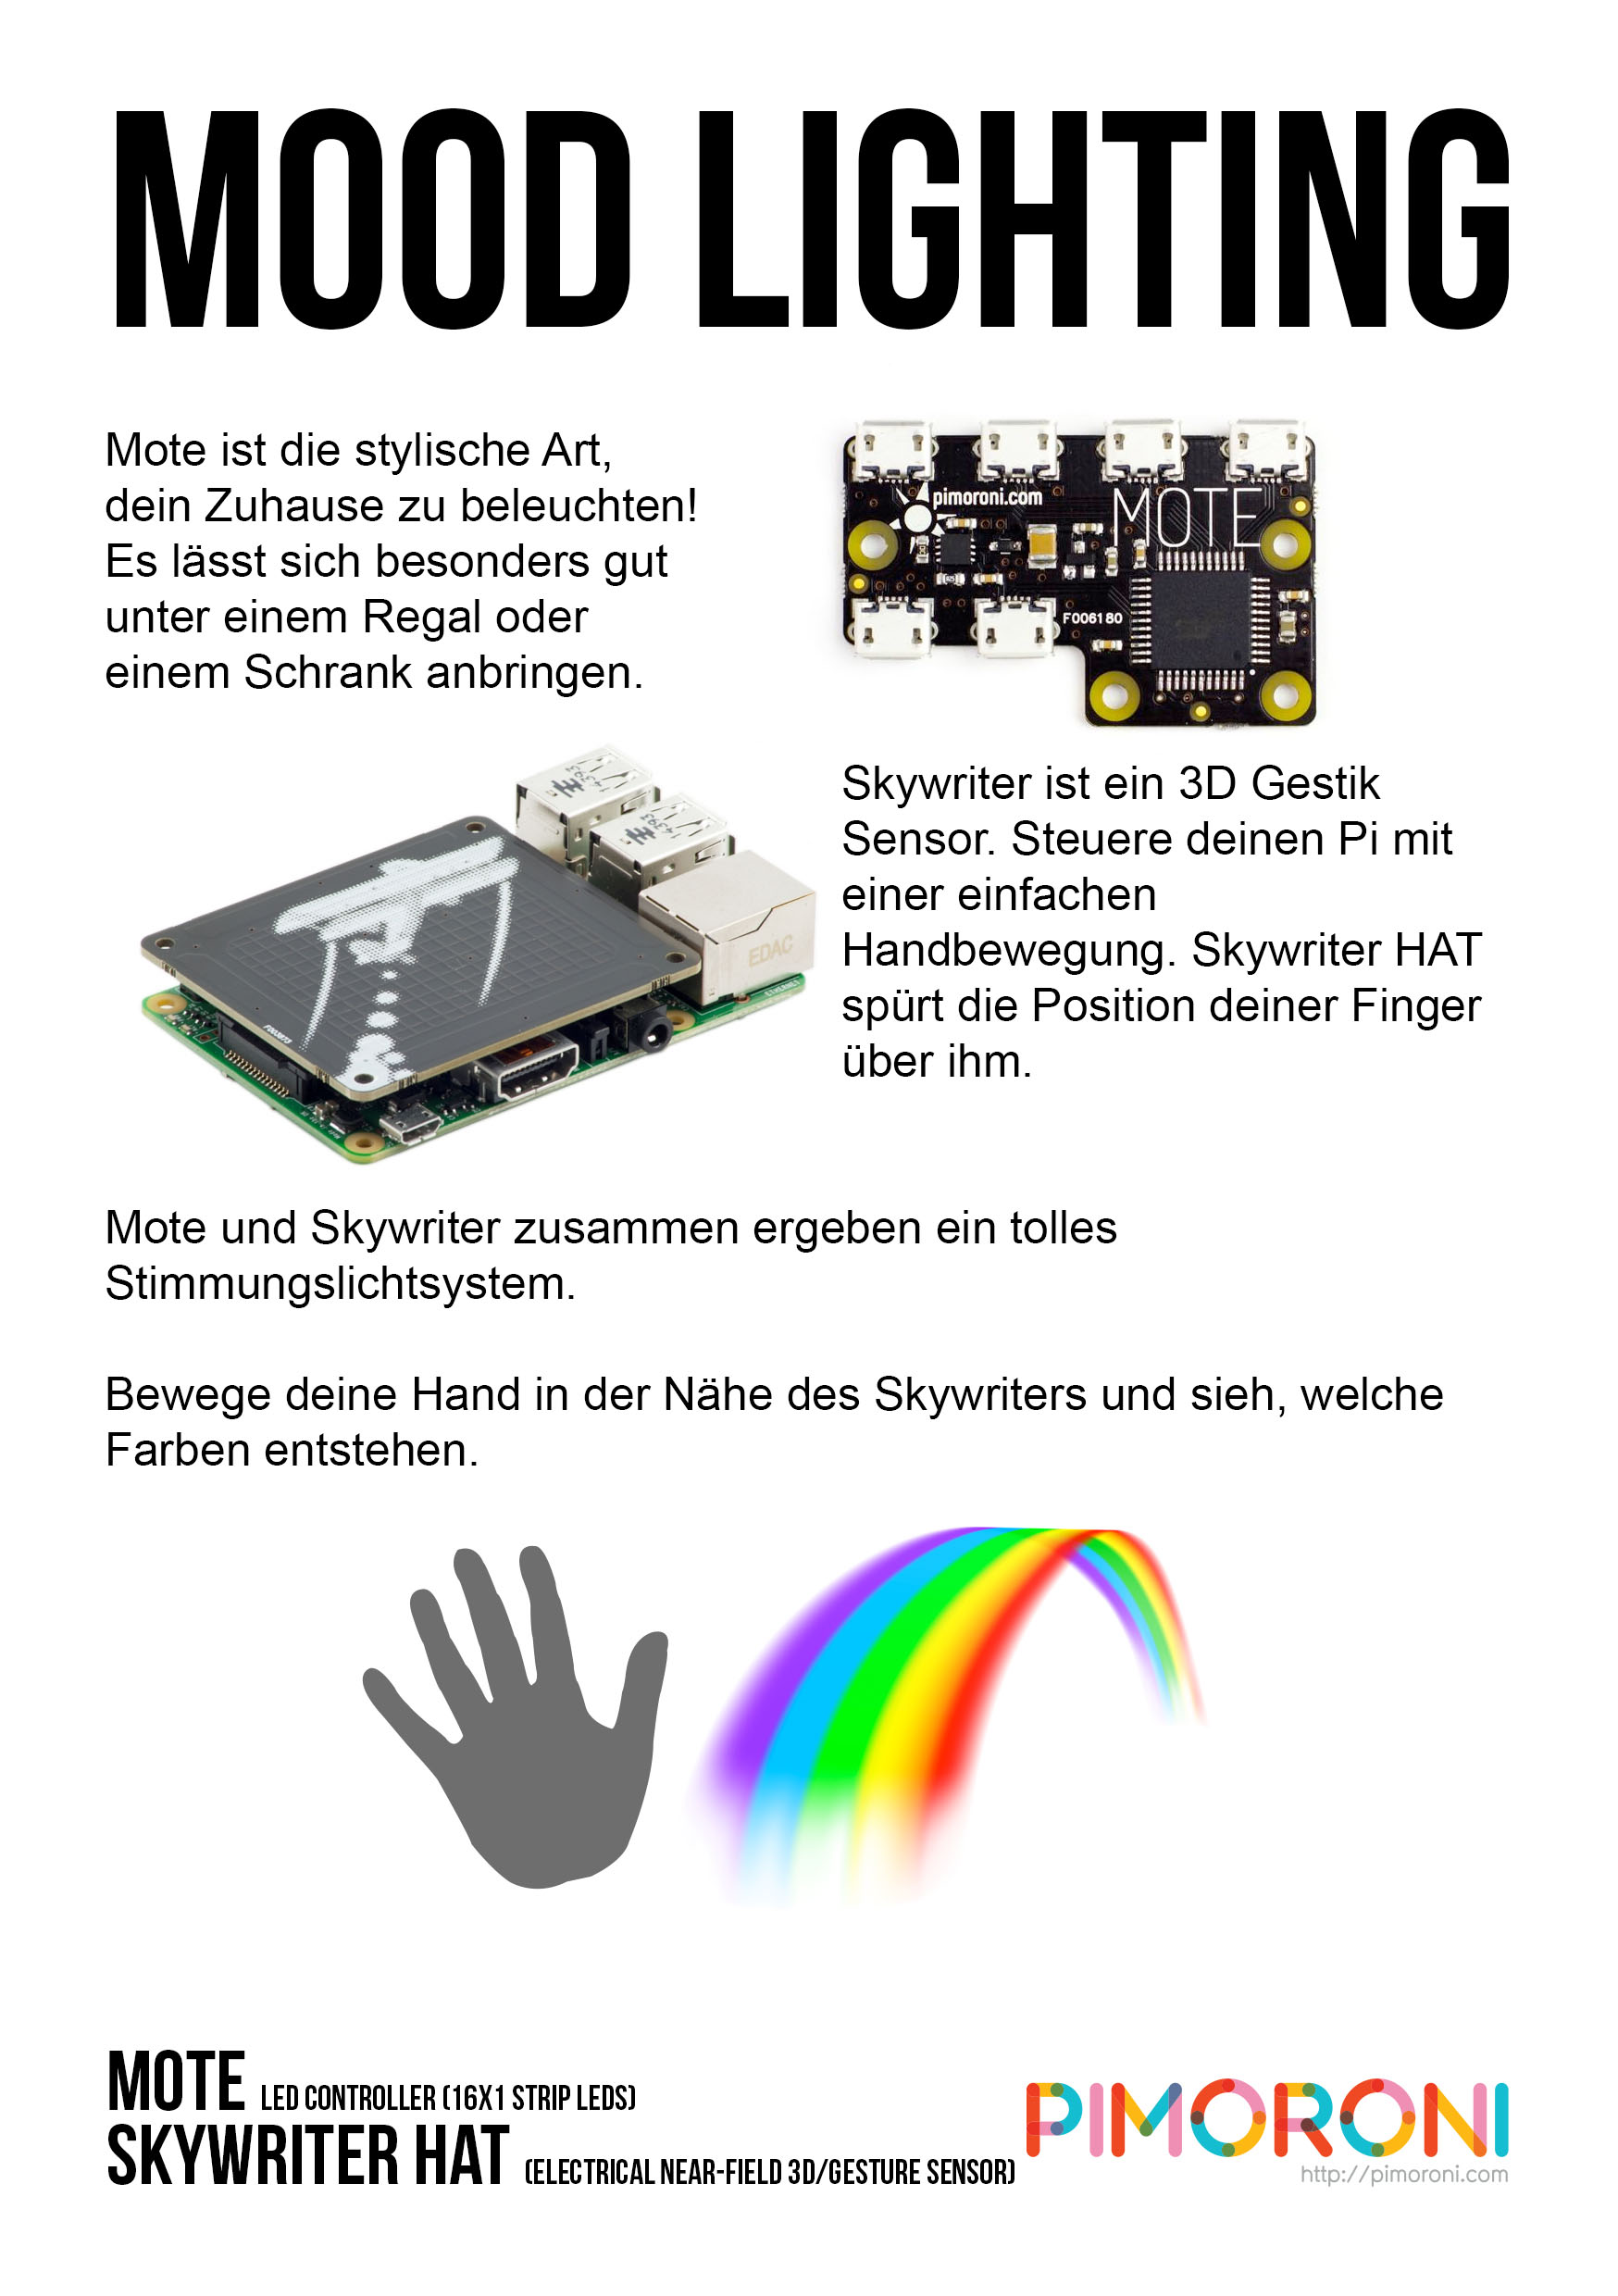 MOOD LIGHTING
Mote ist die stylische Art,
dein Zuhause zu beleuchten!
Es lässt sich besonders gut
unter einem Regal oder
einem Schrank anbringen.
pimoroni.com
MOTE
F006180
14393
14393
EDAC
ETHERNET
Skywriter ist ein 3D Gestik
Sensor. Steuere deinen Pi mit
einer einfachen
Handbewegung. Skywriter HAT
spürt die Position deiner Finger
über ihm.
Mote und Skywriter zusammen ergeben ein tolles
Stimmungslichtsystem.
Bewege deine Hand in der Nähe des Skywriters und sieh, welche
Farben entstehen.
MOTE LED CONTROLLER (16X1 STRIP LEDS)
SKYWRITER HAT (ELECTRICAL NEAR-FIELD 3D/GESTURE SENSOR)
PIMORONI
http://pimoroni.com